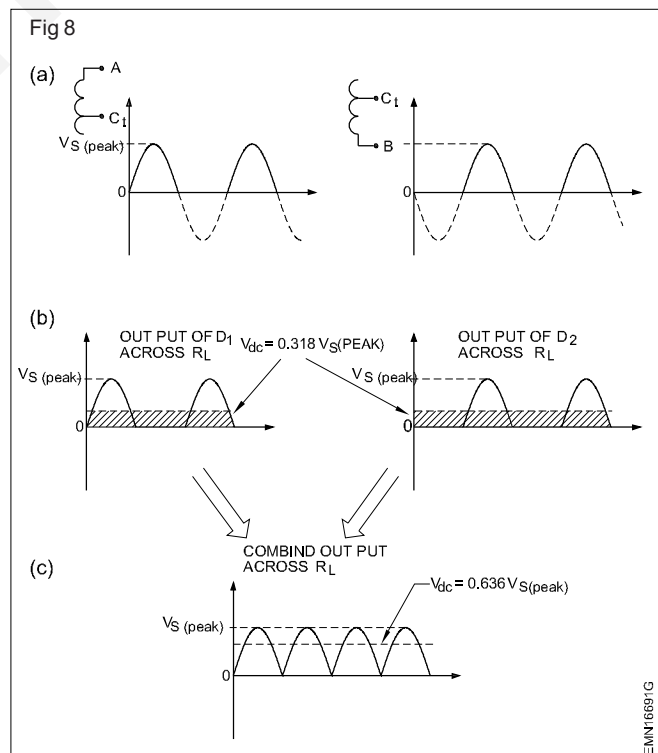 Fig 8
(a)
A
Ct
VS (peak)
0
Ct
B
0
(b)
OUT PUT OF D1
ACROSS RL
Vdc = 0.318 VS(PEAK)
OUT PUT OF D2
ACROSS RL
VS (peak)
0
VS (peak)
0
COMBIND OUT PUT
ACROSS RL
(c)
Vdc = 0.636 VS(peak)
VS (peak)
0
EMN16691G